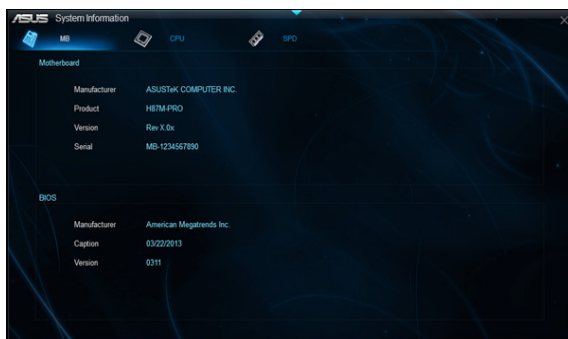 ASUS System Information
MB CPU SPD
Motherboard
Manufacturer ASUSTeK COMPUTER INC.
Product H87M-PRO
Version Rev X.0x
Serial MB-1234567890
BIOS
Manufacturer American Megatrends Inc.
Caption 03/22/2013
Version 0311